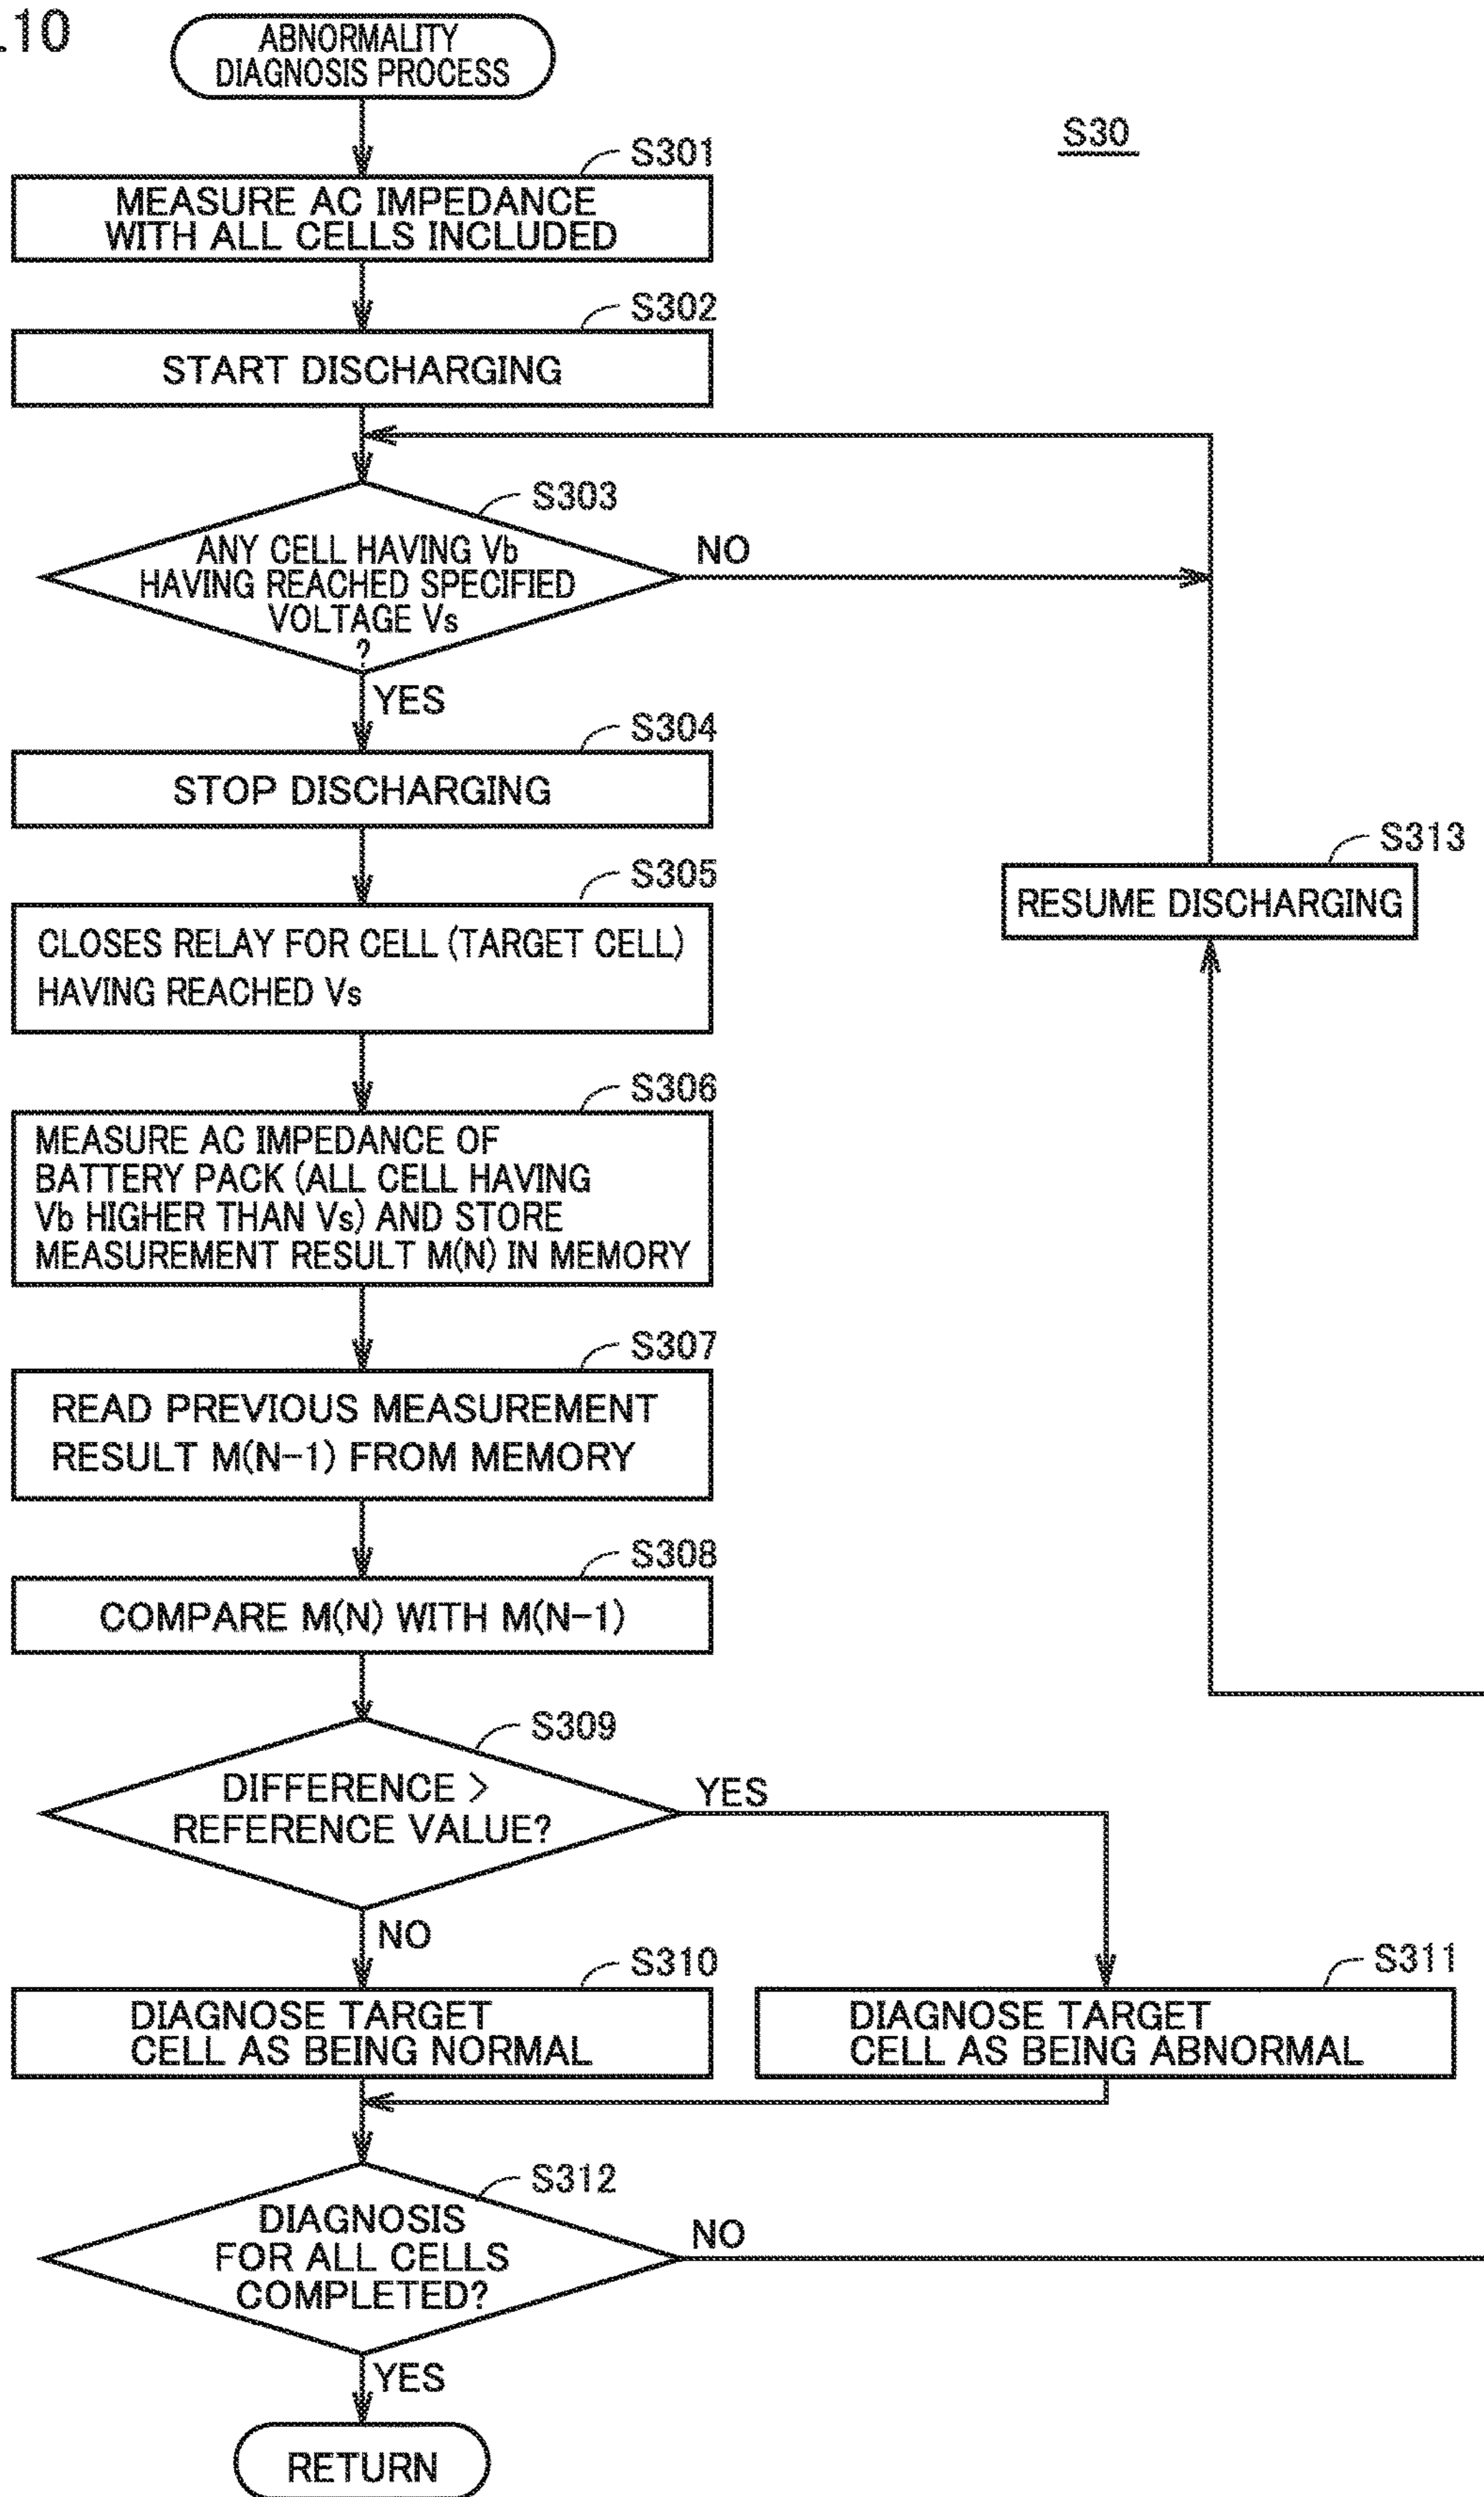 .10
ABNORMALITY
DIAGNOSIS PROCESS
S30
S301
MEASURE AC IMPEDANCE
WITH ALL CELLS INCLUDED
S302
START DISCHARGING
S303
ANY CELL HAVING Vb
HAVING REACHED SPECIFIED
VOLTAGE Vs
?
NO
YES
S304
STOP DISCHARGING
S313
RESUME DISCHARGING
S305
CLOSES RELAY FOR CELL (TARGET CELL)
HAVING REACHED Vs
S306
MEASURE AC IMPEDANCE OF
BATTERY PACK (ALL CELL HAVING
Vb HIGHER THAN Vs) AND STORE
MEASUREMENT RESULT M(N) IN MEMORY
S307
READ PREVIOUS MEASUREMENT
RESULT M(N-1) FROM MEMORY
S308
COMPARE M(N) WITH M(N-1)
S309
DIFFERENCE >
REFERENCE VALUE?
YES
NO
S310
DIAGNOSE TARGET
CELL AS BEING NORMAL
S311
DIAGNOSE TARGET
CELL AS BEING ABNORMAL
S312
DIAGNOSIS
FOR ALL CELLS
COMPLETED?
NO
YES
RETURN